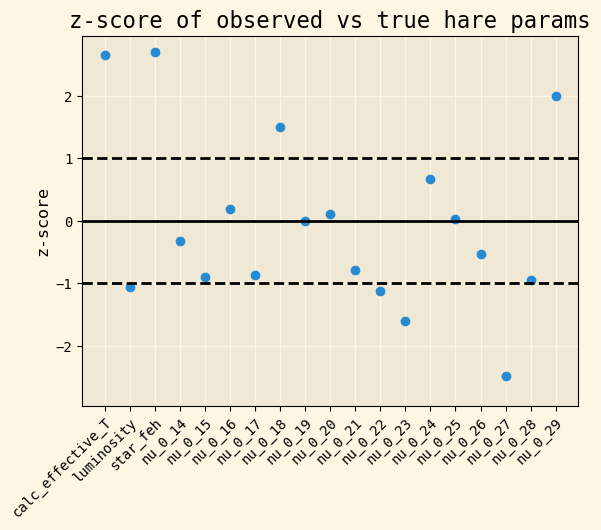 z-score of observed vs true hare params
z-score
2
1
0
−1
−2
calc_effective_T
luminosity
star_feh
nu_0_14
nu_0_15
nu_0_16
nu_0_17
nu_0_18
nu_0_19
nu_0_20
nu_0_21
nu_0_22
nu_0_23
nu_0_24
nu_0_25
nu_0_26
nu_0_27
nu_0_28
nu_0_29